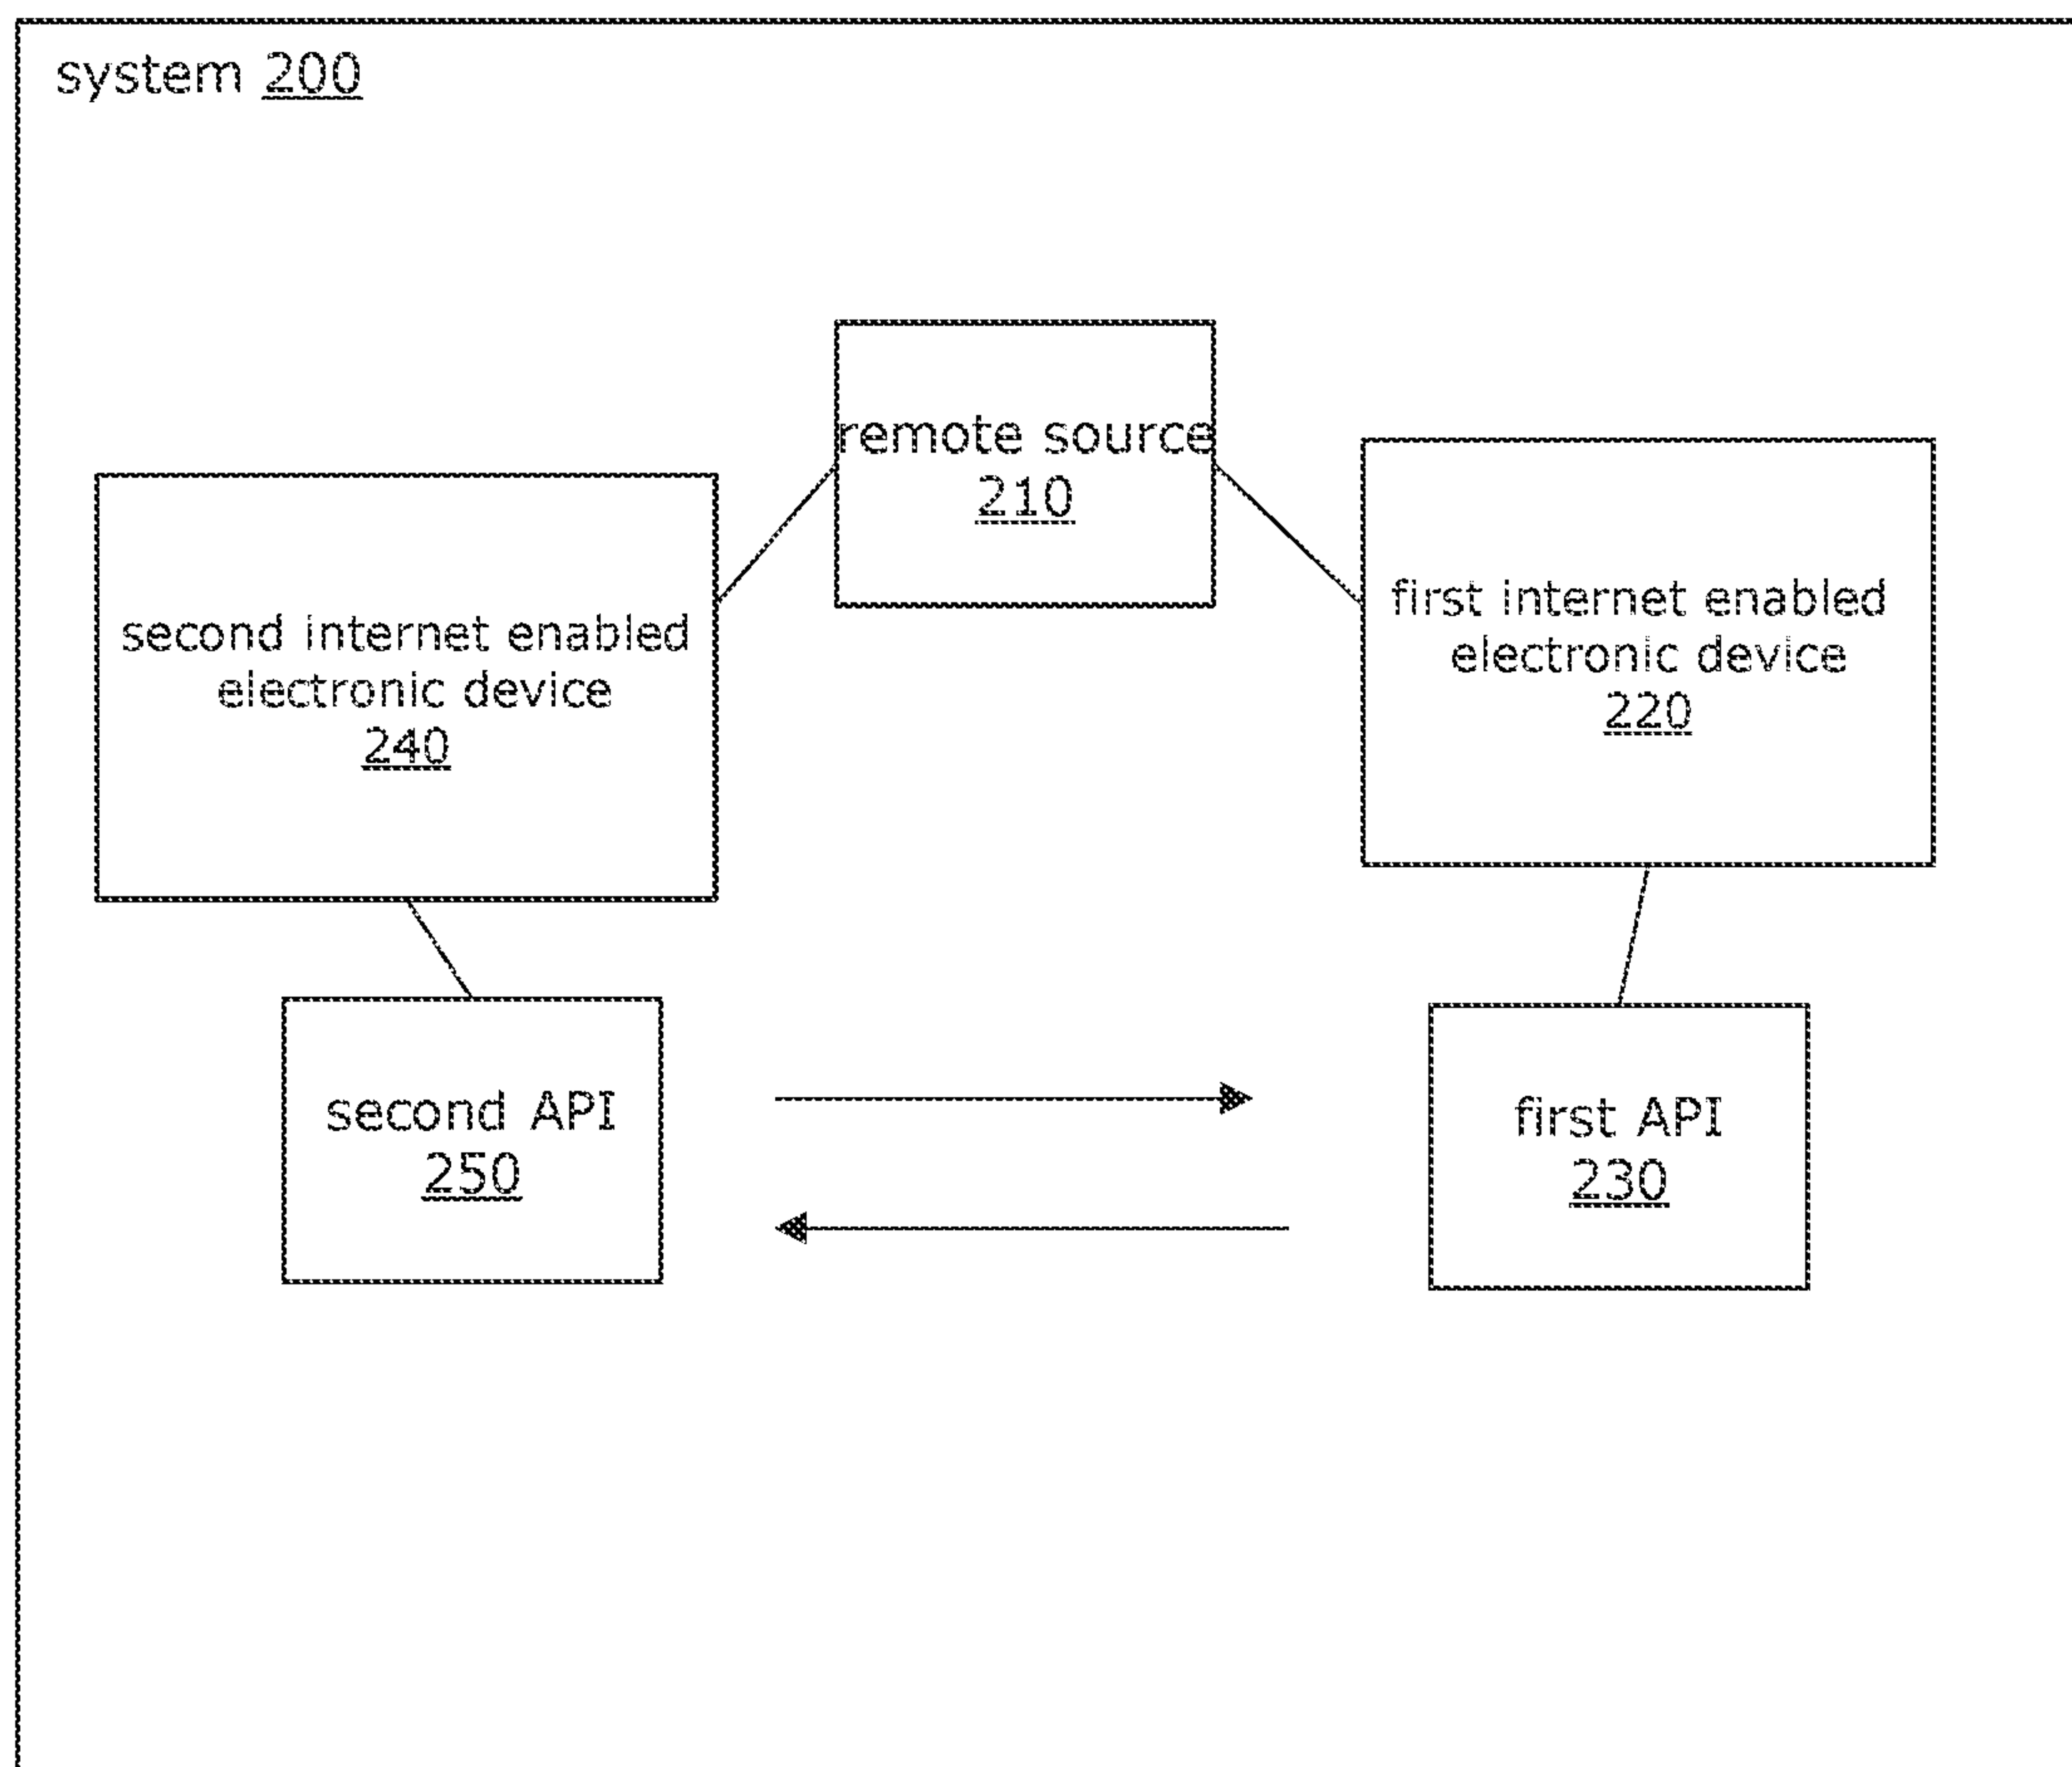 system 200
remote source
210
second internet enabled
electronic device
240
first internet enabled
electronic device
220
second API
250
first API
230